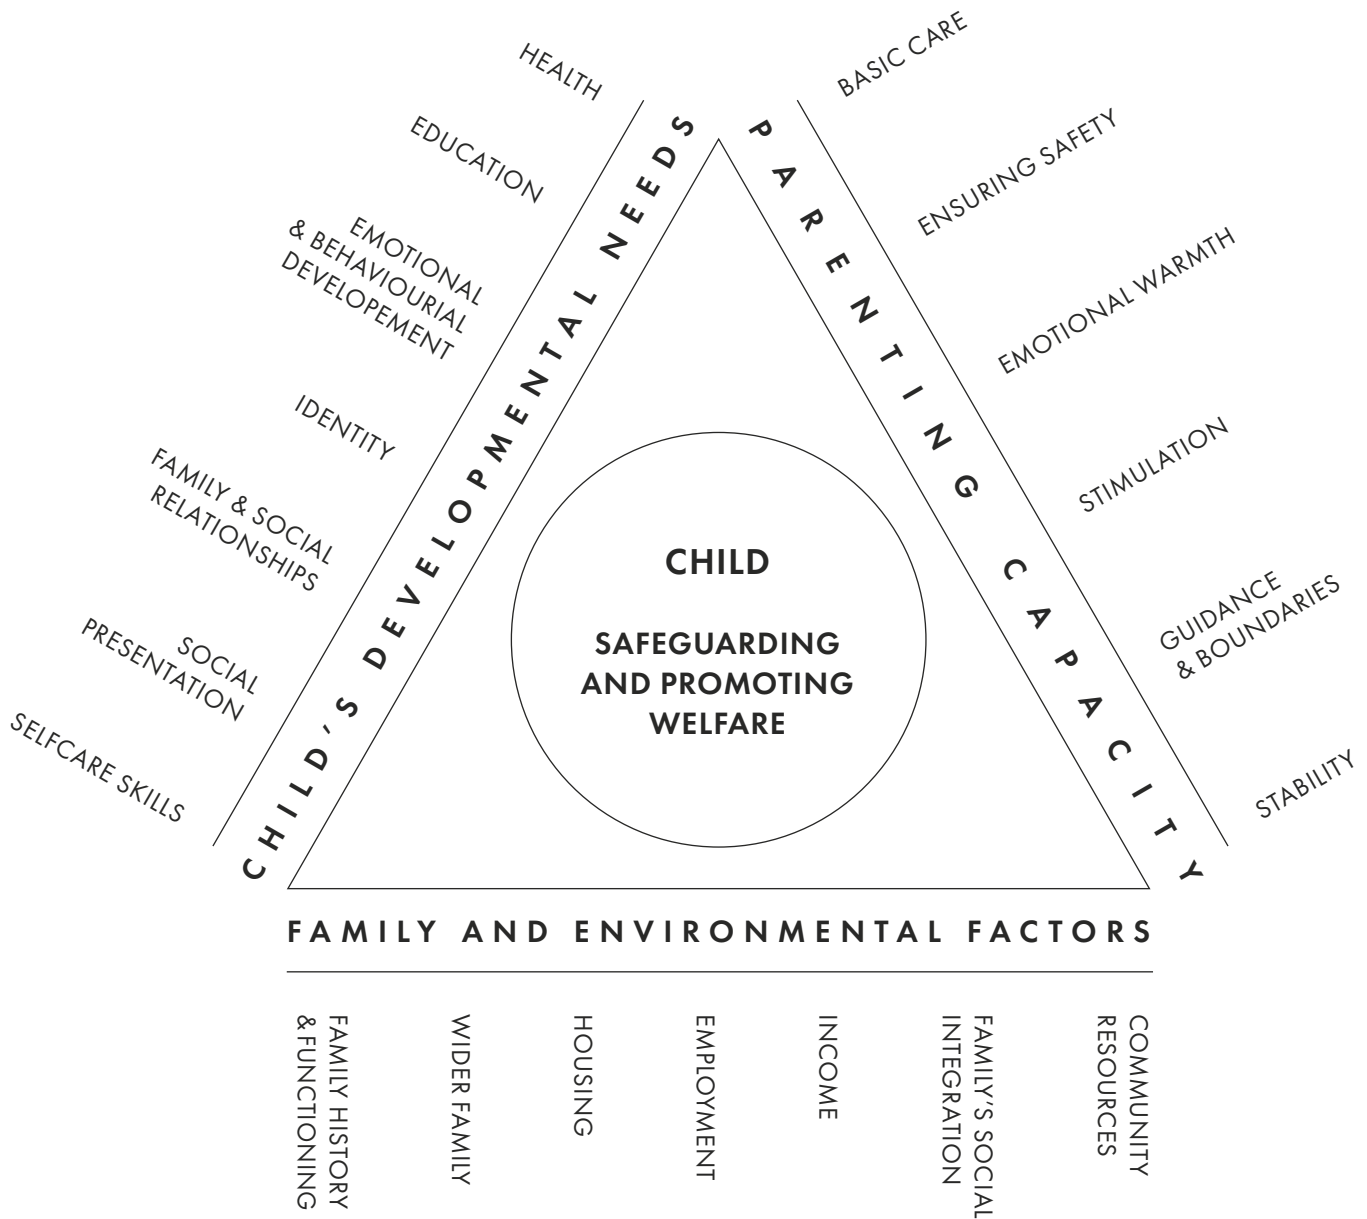 HEALTH
EDUCATION
EMOTIONAL
& BEHAVIOURIAL
DEVELOPEMENT
IDENTITY
FAMILY & SOCIAL
RELATIONSHIPS
SOCIAL
PRESENTATION
SELFCARE SKILLS
CHILD'S DEVELOPMENTAL NEEDS
PARENTING CAPACITY
BASIC CARE
ENSURING SAFETY
EMOTIONAL WARMTH
STIMULATION
GUIDANCE
& BOUNDARIES
STABILITY
CHILD
SAFEGUARDING
AND PROMOTING
WELFARE
FAMILY AND ENVIRONMENTAL FACTORS
FAMILY HISTORY
& FUNCTIONING
WIDER FAMILY
HOUSING
EMPLOYMENT
INCOME
FAMILY'S SOCIAL
INTEGRATION
COMMUNITY
RESOURCES